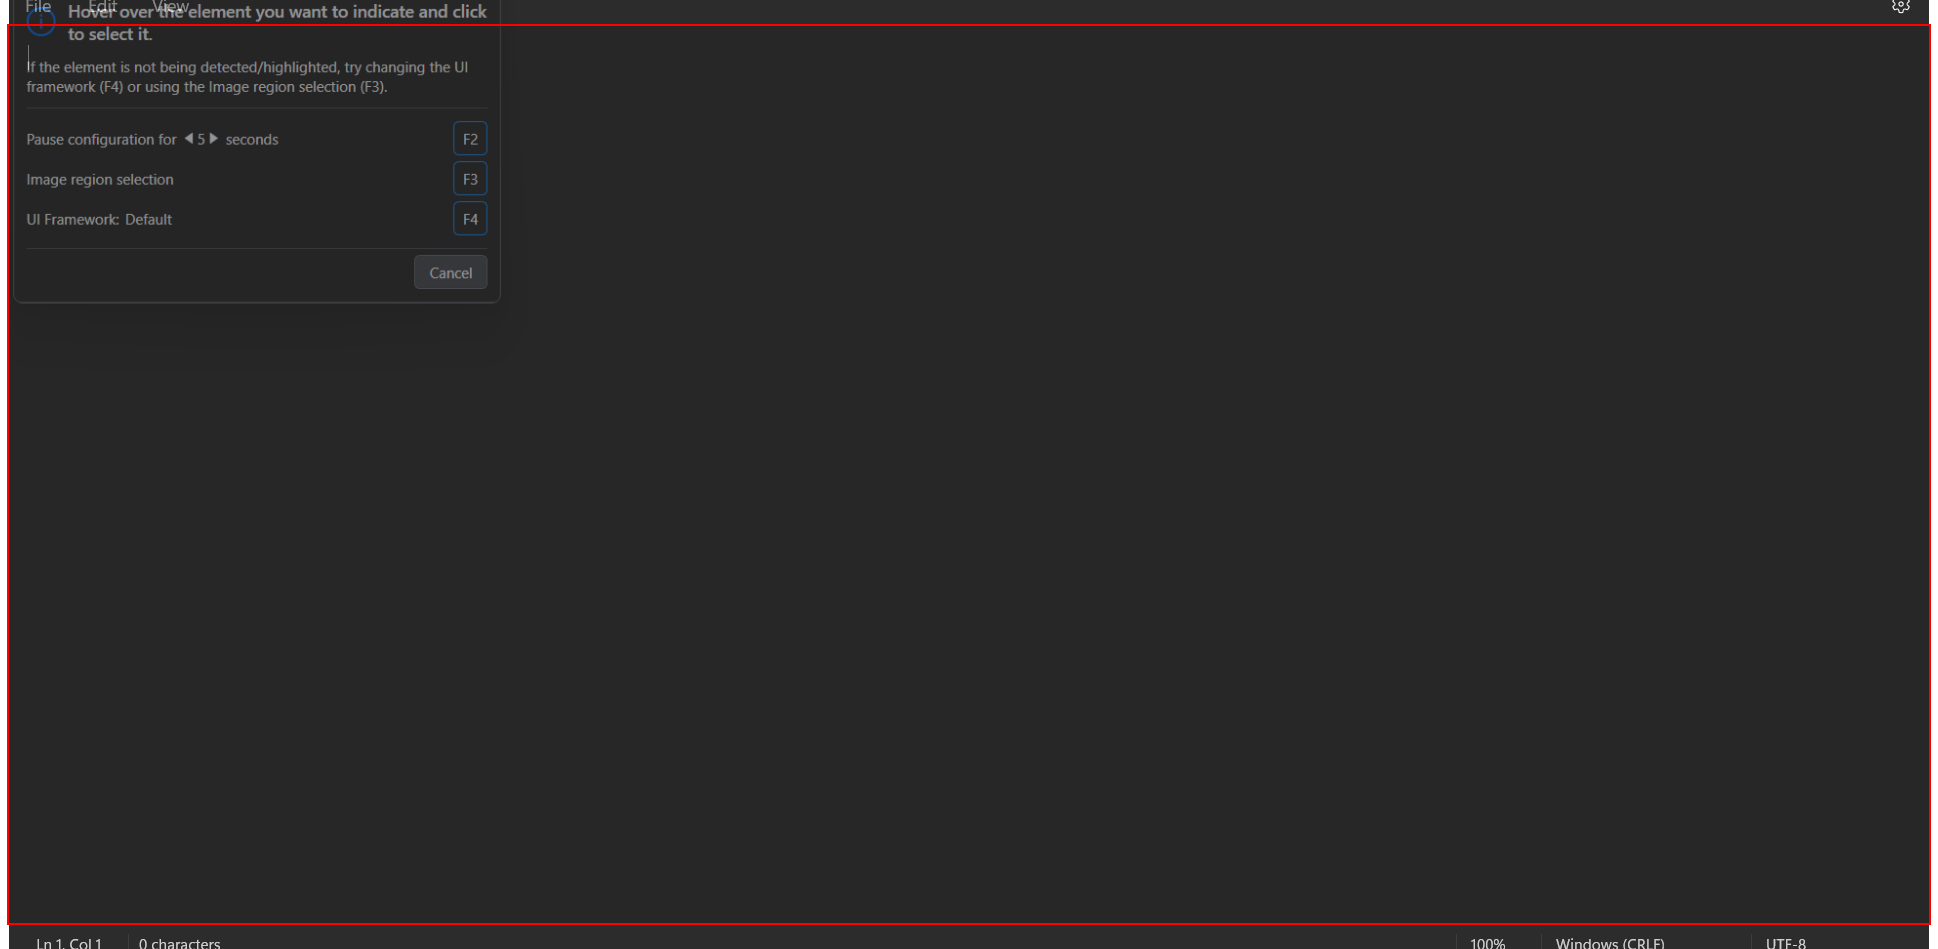 File Edit View
Hover over the element you want to indicate and click
to select it.
If the element is not being detected/highlighted, try changing the UI
framework (F4) or using the Image region selection (F3).
Pause configuration for 5 seconds F2
Image region selection F3
UI Framework: Default F4
Cancel
Ln 1, Col 1 0 characters 100% Windows (CRLF) UTF-8